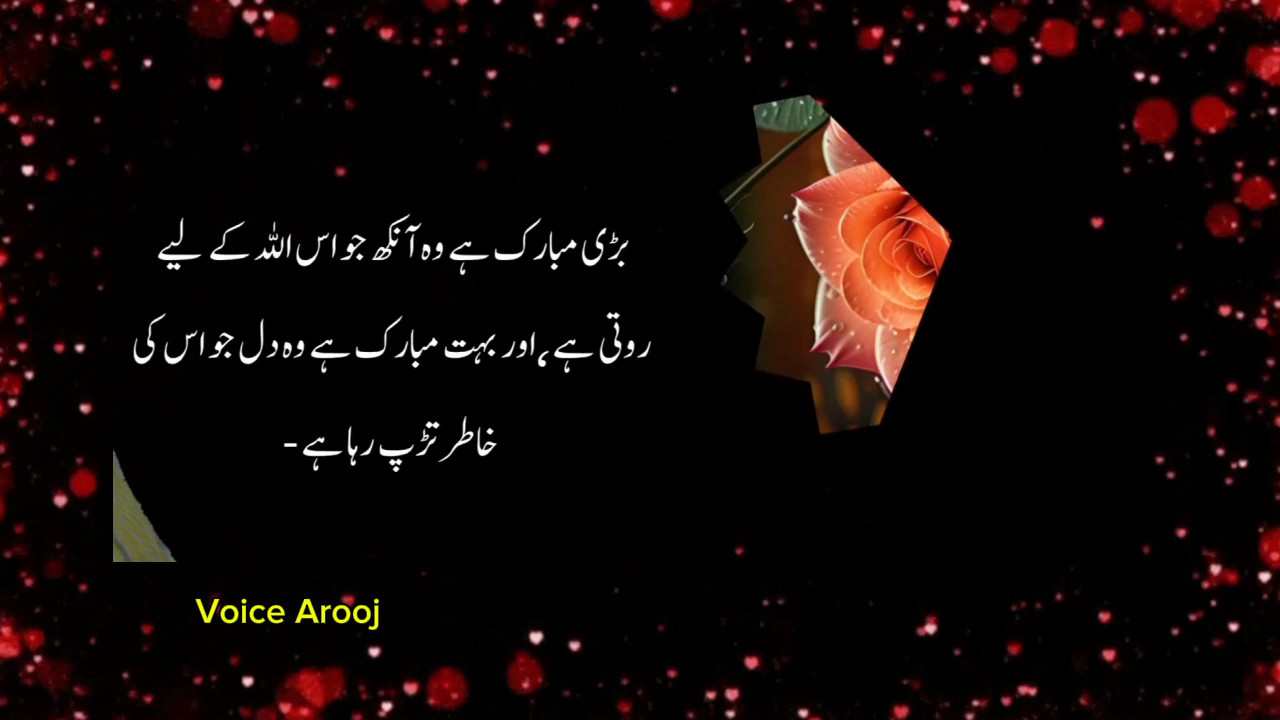 بڑی مبارک ہے وہ آنکھ جو اس اللہ کے لیے
روتی ہے ،اور بہت مبارک ہے وہ دل جو اس کی
خاطر تڑپ رہا ہے -
Voice Arooj